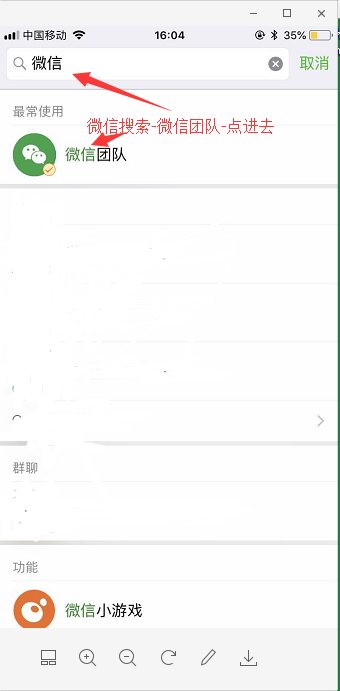 中国移动
16:04
35%
微信
取消
最常使用
微信搜索-微信团队-点进去
微信团队
群聊
功能
微信小游戏